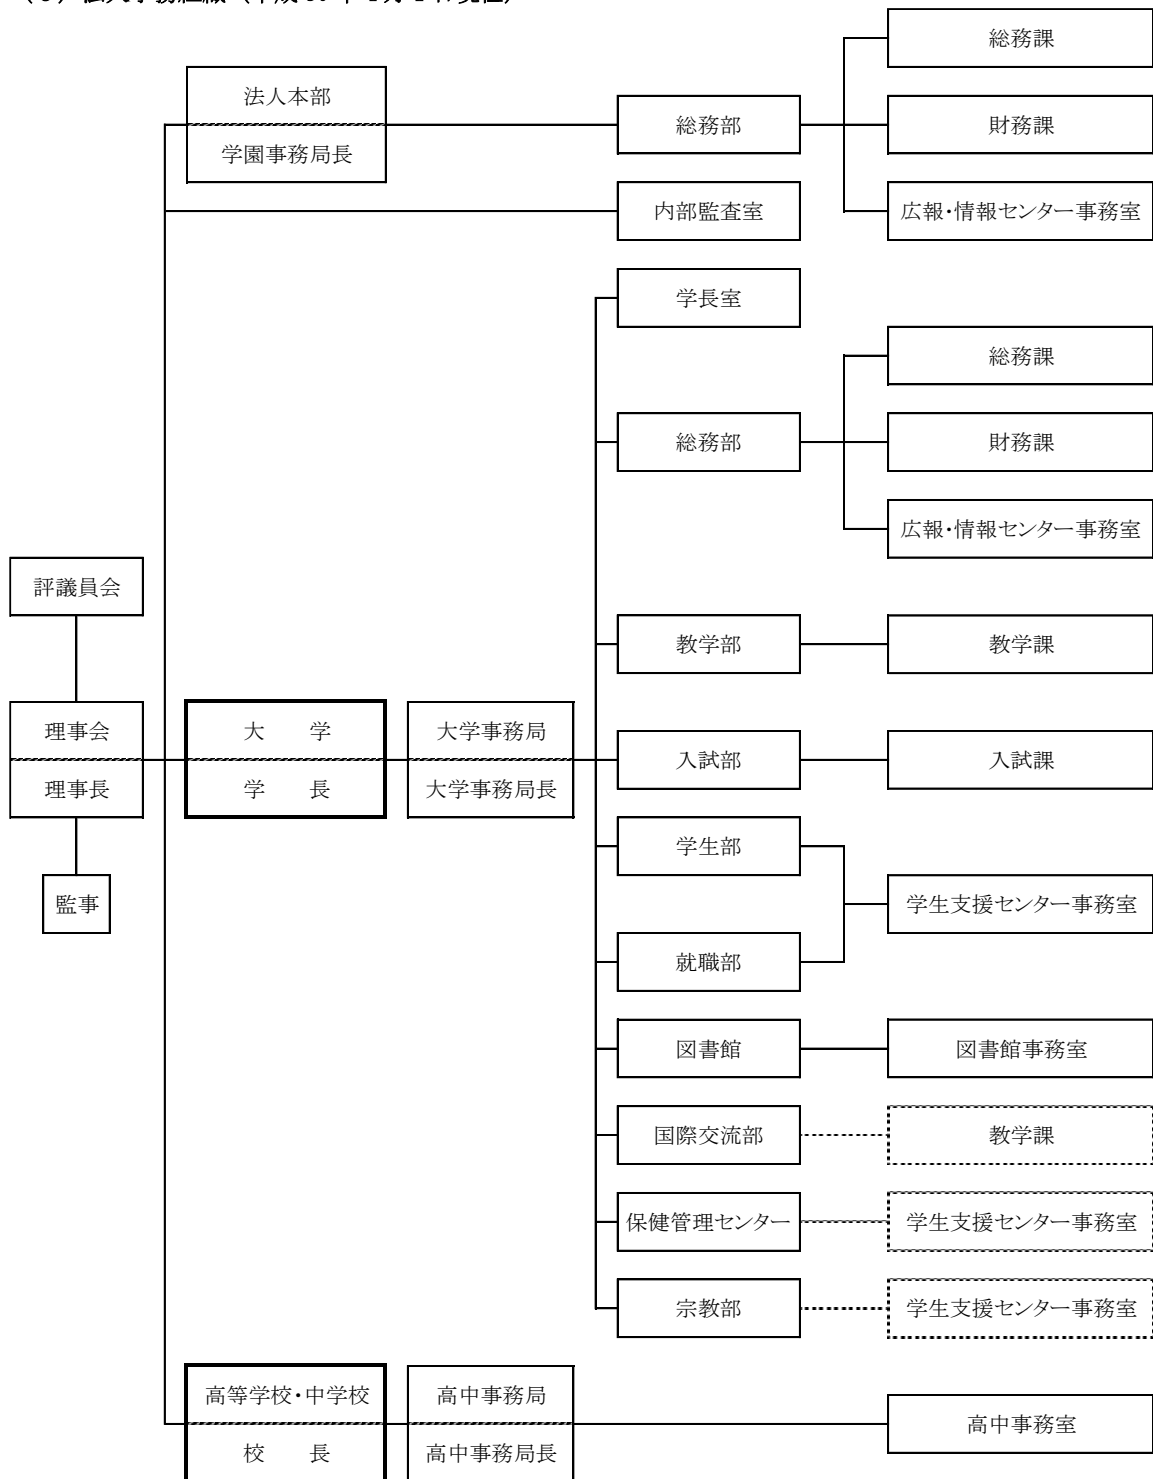 総務課
法人本部
学園事務局長
総務部
財務課
内部監査室
広報・情報センター事務室
学長室
総務課
総務部
財務課
広報・情報センター事務室
評議員会
教学部
教学課
理事会
理事長
大　学
学　長
大学事務局
大学事務局長
入試部
入試課
学生部
監事
学生支援センター事務室
就職部
図書館
図書館事務室
国際交流部
教学課
保健管理センター
学生支援センター事務室
宗教部
学生支援センター事務室
高等学校・中学校
校　長
高中事務局
高中事務局長
高中事務室